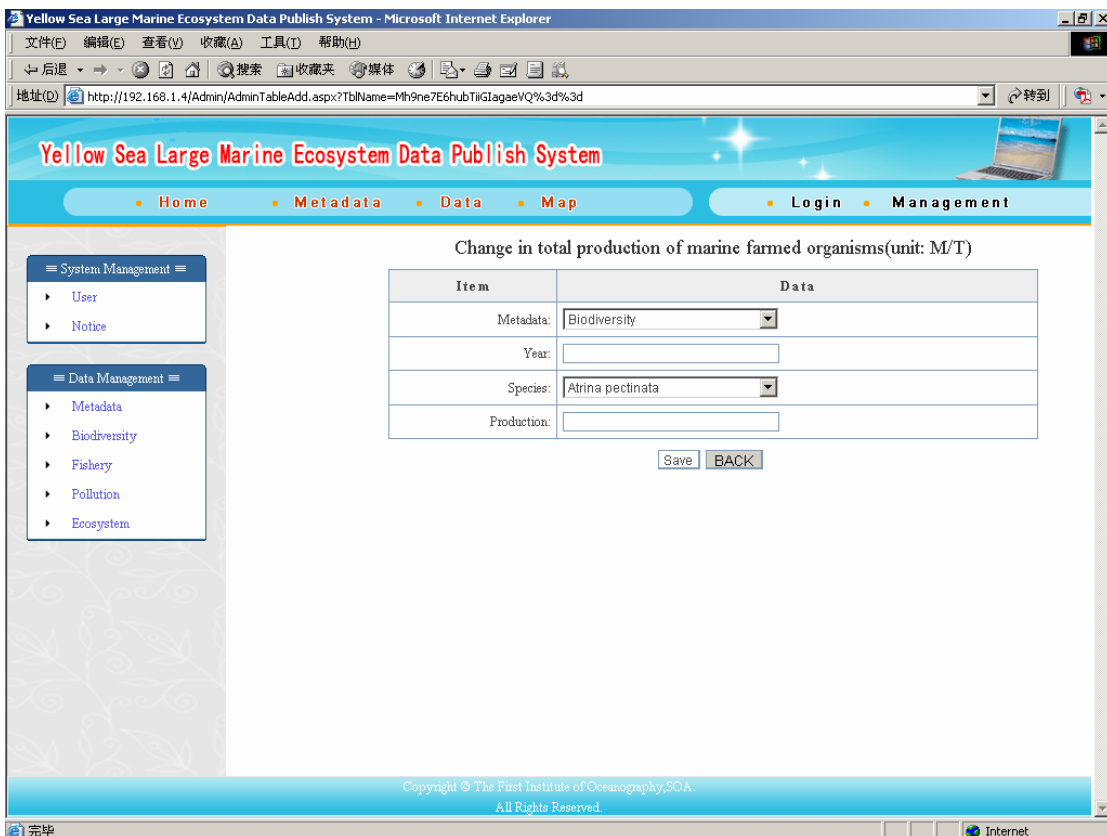 Yellow Sea Large Marine Ecosystem Data Publish System - Microsoft Internet Explorer
文件(F) 编辑(E) 查看(V) 收藏(A) 工具(T) 帮助(H)
后退 搜索 收藏夹 媒体
地址(D) http://192.168.1.4/Admin/AdminTableAdd.aspx?TblName=Mh9ne7E6hubTiiGIagaeVQ%3d%3d 转到
Yellow Sea Large Marine Ecosystem Data Publish System
Home Metadata Data Map Login Management
Change in total production of marine farmed organisms(unit: M/T)
System Management
User
Notice
Data Management
Metadata
Biodiversity
Fishery
Pollution
Ecosystem
Item Data
Metadata: Biodiversity
Year:
Species: Atrina pectinata
Production:
Save BACK
Copyright © The First Institute of Oceanography,SOA.
All Rights Reserved.
完毕 Internet